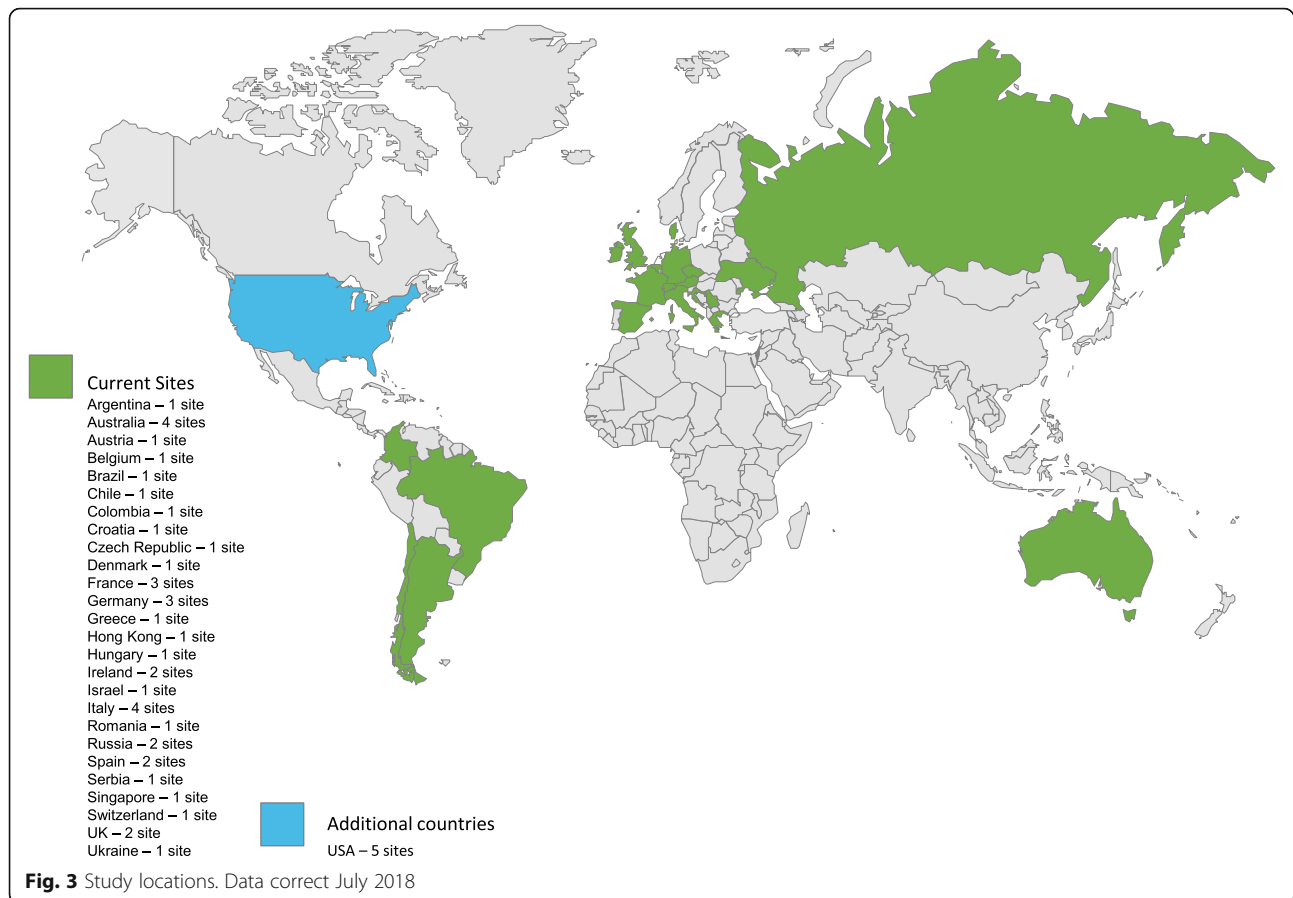 Current Sites
Argentina – 1 site
Australia – 4 sites
Austria – 1 site
Belgium – 1 site
Brazil – 1 site
Chile – 1 site
Colombia – 1 site
Croatia – 1 site
Czech Republic – 1 site
Denmark – 1 site
France – 3 sites
Germany – 3 sites
Greece – 1 site
Hong Kong – 1 site
Hungary – 1 site
Ireland – 2 sites
Israel – 1 site
Italy – 4 sites
Romania – 1 site
Russia – 2 sites
Spain – 2 sites
Serbia – 1 site
Singapore – 1 site
Switzerland – 1 site
UK – 2 site
Ukraine – 1 site
Additional countries
USA – 5 sites
Fig. 3 Study locations. Data correct July 2018